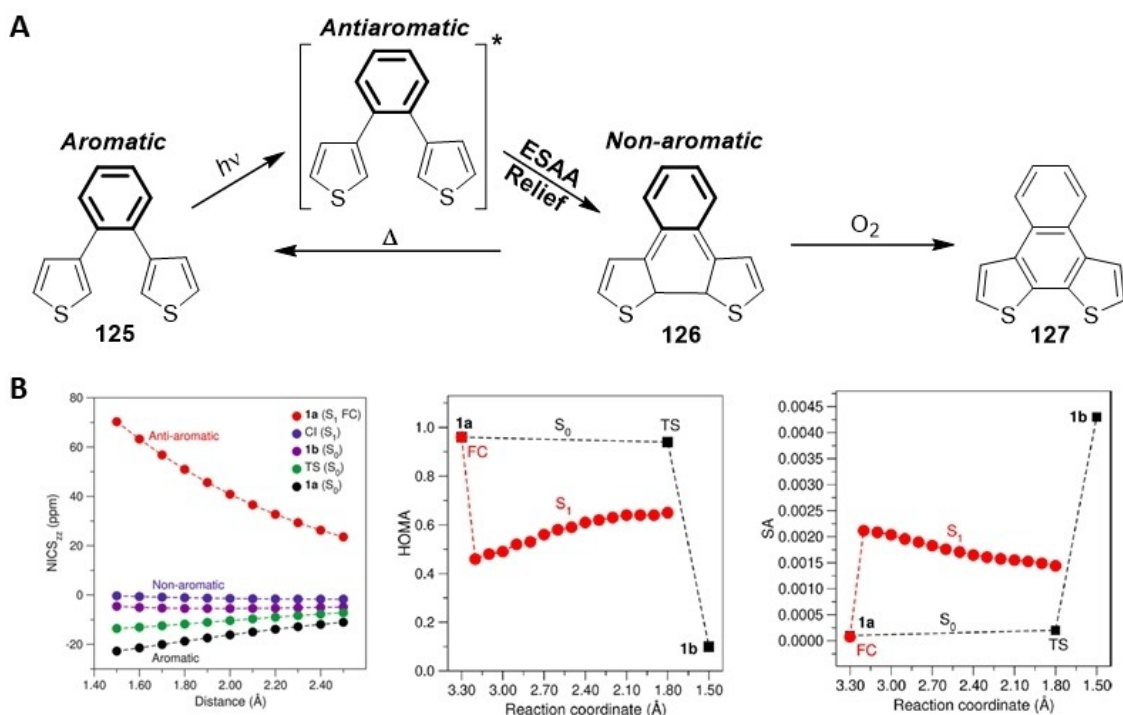 A
Antiaromatic
*
Aromatic
hν
ESAA
Relief
Non-aromatic
S S
125
S S
Δ
S S
126
O2
S S
127
B
80
60
40
20
0
-20
NICSzz (ppm)
1a (S1 FC)
CI (S1)
1b (S0)
TS (S0)
1a (S0)
Anti-aromatic
Non-aromatic
Aromatic
1.40 1.60 1.80 2.00 2.20 2.40
Distance (Å)
1.0
0.8
0.6
0.4
0.2
0.0
HOMA
1a
FC
S0
TS
S1
1b
3.30 3.00 2.70 2.40 2.10 1.80 1.50
Reaction coordinate (Å)
0.0045
0.0040
0.0035
0.0030
0.0025
0.0020
0.0015
0.0010
0.0005
0.0000
SA
1b
S1
1a
FC
S0
TS
3.30 3.00 2.70 2.40 2.10 1.80 1.50
Reaction coordinate (Å)